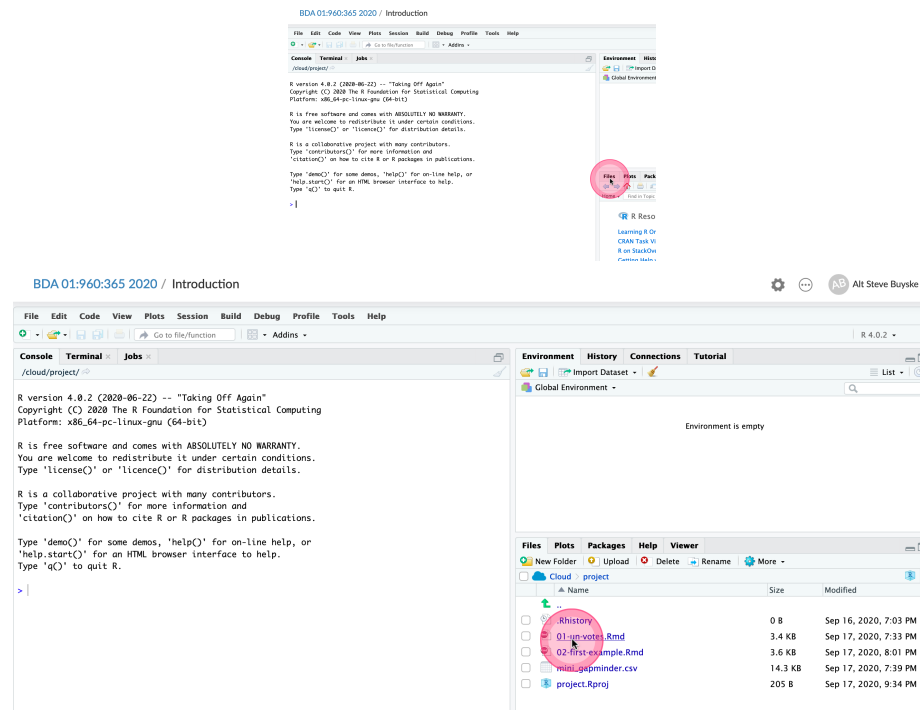 BDA 01:960:365 2020 / Introduction
File Edit Code View Plots Session Build Debug Profile Tools Help
Go to file/function Addins
Console Terminal × Jobs ×
Environment
/cloud/project/
Import D
Global Environment
R version 4.0.2 (2020-06-22) -- "Taking Off Again"
Copyright (C) 2020 The R Foundation for Statistical Computing
Platform: x86_64-pc-linux-gnu (64-bit)
R is free software and comes with ABSOLUTELY NO WARRANTY.
You are welcome to redistribute it under certain conditions.
Type 'license()' or 'licence()' for distribution details.
R is a collaborative project with many contributors.
Type 'contributors()' for more information and
'citation()' on how to cite R or R packages in publications.
Type 'demo()' for some demos, 'help()' for on-line help, or
'help.start()' for an HTML browser interface to help.
Type 'q()' to quit R.
>
Files Plots Pack
Home Find in Topic
R Reso
Learning R Or
CRAN Task Vi
R on StackOv
Getting Help
BDA 01:960:365 2020 / Introduction
AB Alt Steve Buyske
File Edit Code View Plots Session Build Debug Profile Tools Help
Go to file/function Addins
R 4.0.2
Console Terminal × Jobs ×
/cloud/project/
R version 4.0.2 (2020-06-22) -- "Taking Off Again"
Copyright (C) 2020 The R Foundation for Statistical Computing
Platform: x86_64-pc-linux-gnu (64-bit)
R is free software and comes with ABSOLUTELY NO WARRANTY.
You are welcome to redistribute it under certain conditions.
Type 'license()' or 'licence()' for distribution details.
R is a collaborative project with many contributors.
Type 'contributors()' for more information and
'citation()' on how to cite R or R packages in publications.
Type 'demo()' for some demos, 'help()' for on-line help, or
'help.start()' for an HTML browser interface to help.
Type 'q()' to quit R.
>
Environment History Connections Tutorial
Import Dataset List
Global Environment
Environment is empty
Files Plots Packages Help Viewer
New Folder Upload Delete Rename More
Cloud > project
Name Size Modified
..
.Rhistory 0 B Sep 16, 2020, 7:03 PM
01-un-votes.Rmd 3.4 KB Sep 17, 2020, 7:33 PM
02-first-example.Rmd 3.6 KB Sep 17, 2020, 8:01 PM
mini_gapminder.csv 14.3 KB Sep 17, 2020, 7:39 PM
project.Rproj 205 B Sep 17, 2020, 9:34 PM